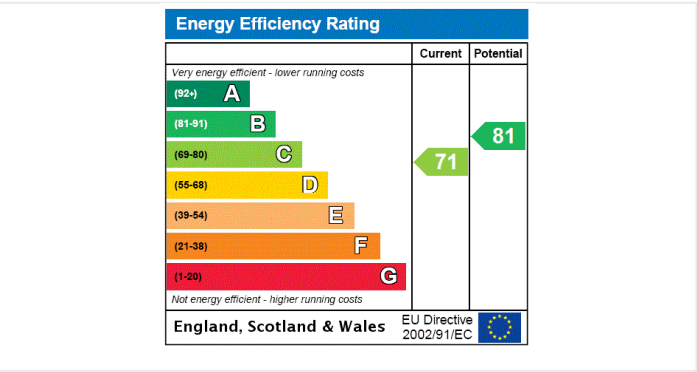 Energy Efficiency Rating
Current Potential
Very energy efficient - lower running costs
(92+) A
(81-91) B
81
(69-80) C
71
(55-68) D
(39-54) E
(21-38) F
(1-20) G
Not energy efficient - higher running costs
England, Scotland & Wales
EU Directive
2002/91/EC